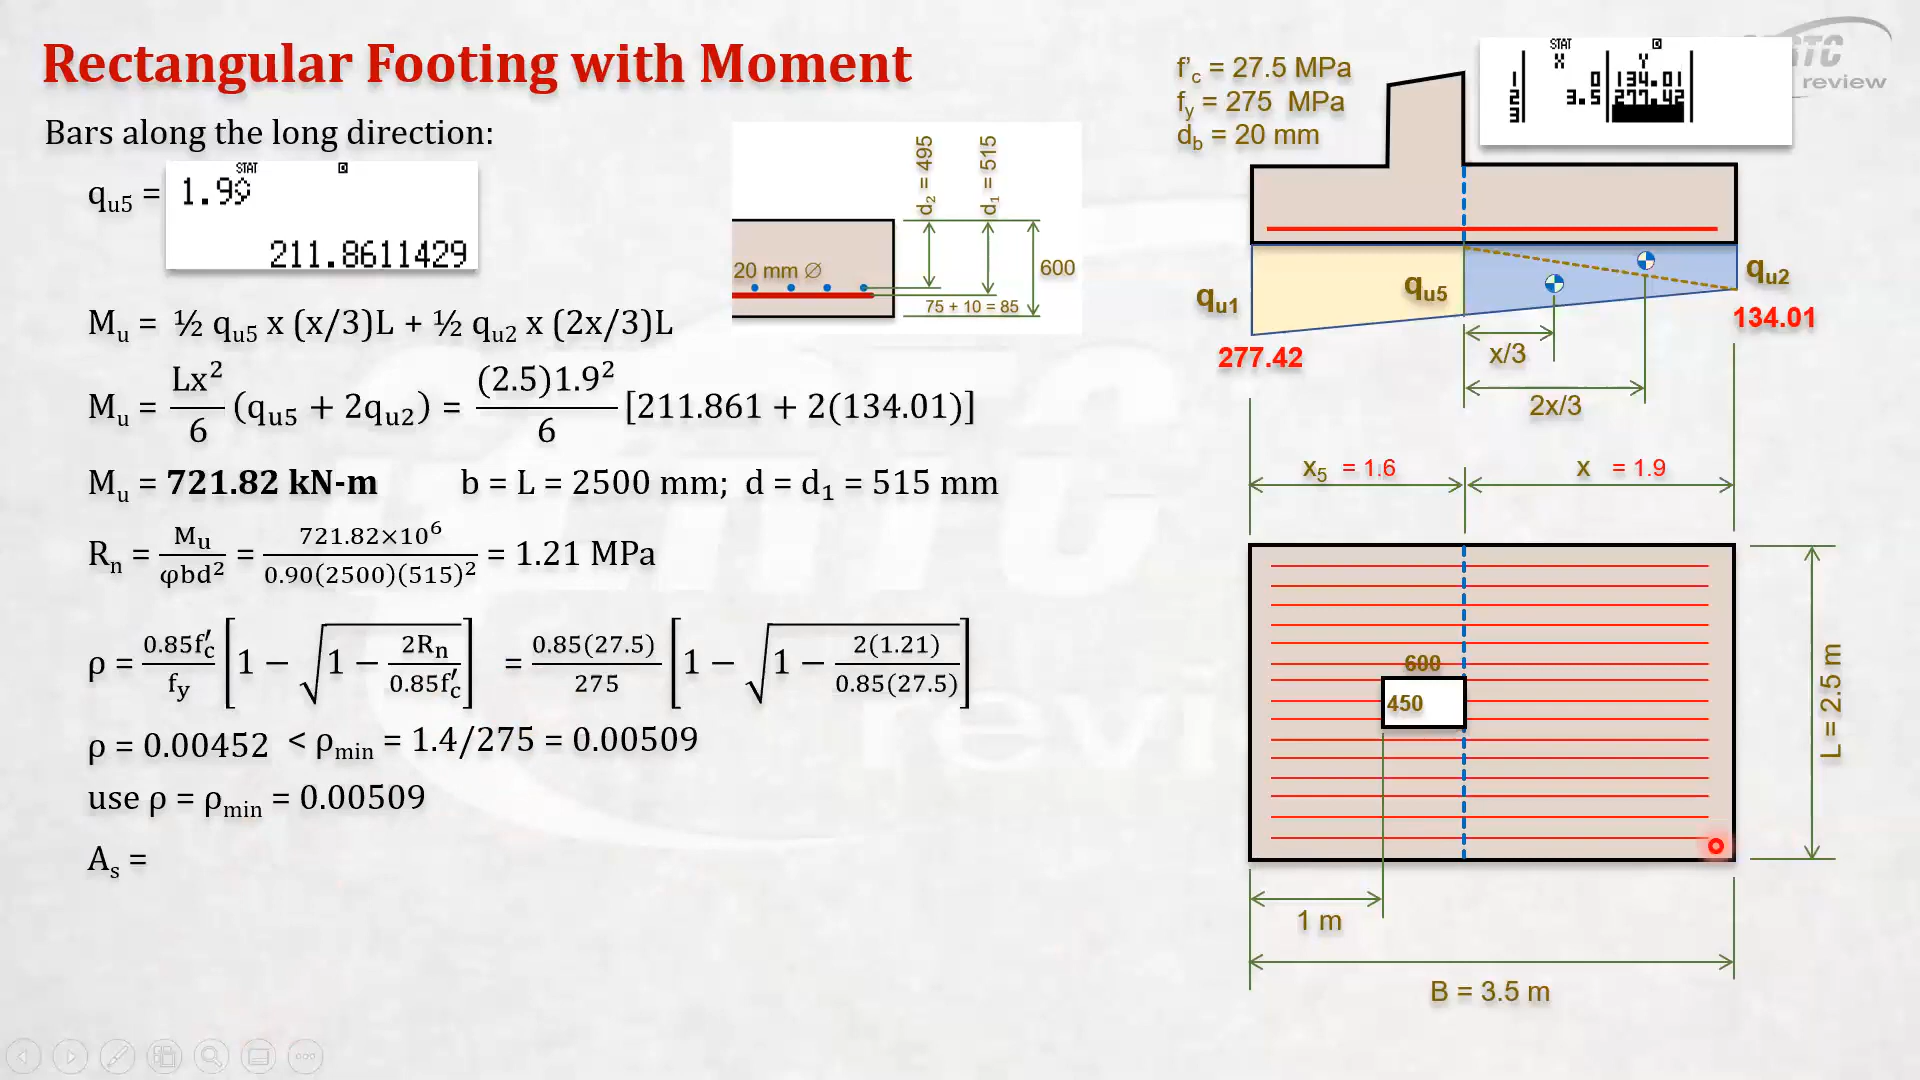 Rectangular Footing with Moment
Bars along the long direction:
qu5 =
STAT D
1.9ŷ
211.8611429
Mu = ½ qu5 x (x/3)L + ½ qu2 x (2x/3)L
Mu = Lx²/6 (qu5 + 2qu2) = (2.5)1.9²/6 [211.861 + 2(134.01)]
Mu = 721.82 kN-m b = L = 2500 mm; d = d₁ = 515 mm
Rn = Mu/φbd² = 721.82×10⁶/0.90(2500)(515)² = 1.21 MPa
ρ = 0.85f′c/fy [1 − √1 − 2Rn/0.85f′c] = 0.85(27.5)/275 [1 − √1 − 2(1.21)/0.85(27.5)]
ρ = 0.00452 < ρmin = 1.4/275 = 0.00509
use ρ = ρmin = 0.00509
As =
d₂ = 495
d₁ = 515
600
20 mm ∅
75 + 10 = 85
f'c = 27.5 MPa
fy = 275 MPa
db = 20 mm
STAT D
X Y
1 0 134.01
2 3.5 277.42
3
RTC
review
qu1
277.42
qu5
qu2
134.01
x/3
2x/3
x₅ = 1.6
x = 1.9
600
450
L = 2.5 m
1 m
B = 3.5 m